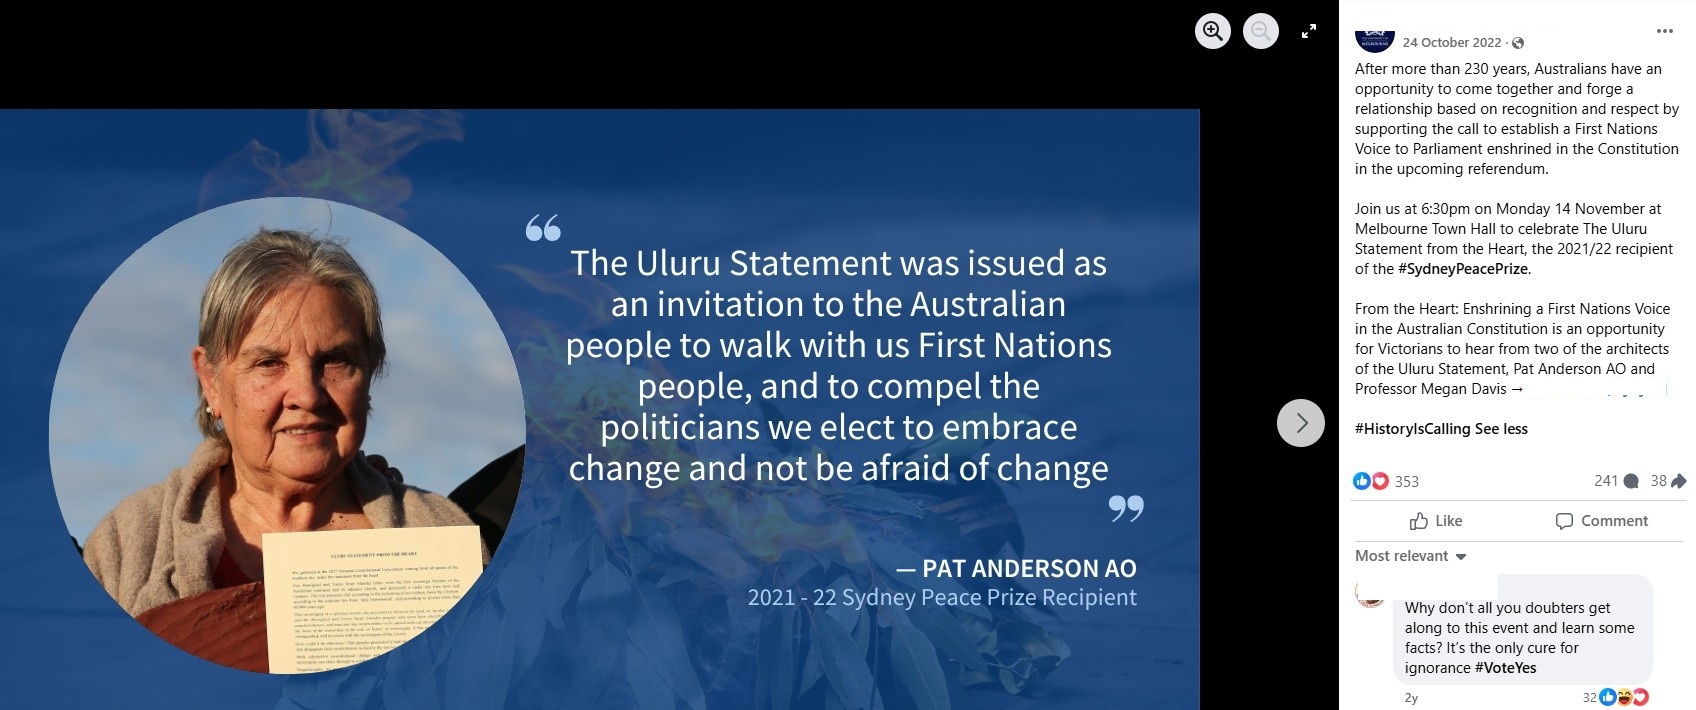 “
The Uluru Statement was issued as
an invitation to the Australian
people to walk with us First Nations
people, and to compel the
politicians we elect to embrace
change and not be afraid of change
”
— PAT ANDERSON AO
2021 - 22 Sydney Peace Prize Recipient
ULURU STATEMENT FROM THE HEART
MELBOURNE
24 October 2022 ·
After more than 230 years, Australians have an
opportunity to come together and forge a
relationship based on recognition and respect by
supporting the call to establish a First Nations
Voice to Parliament enshrined in the Constitution
in the upcoming referendum.
Join us at 6:30pm on Monday 14 November at
Melbourne Town Hall to celebrate The Uluru
Statement from the Heart, the 2021/22 recipient
of the #SydneyPeacePrize.
From the Heart: Enshrining a First Nations Voice
in the Australian Constitution is an opportunity
for Victorians to hear from two of the architects
of the Uluru Statement, Pat Anderson AO and
Professor Megan Davis →
#HistoryIsCalling See less
353 241 38
Like Comment
Most relevant
Why don't all you doubters get
along to this event and learn some
facts? It's the only cure for
ignorance #VoteYes
2y 32